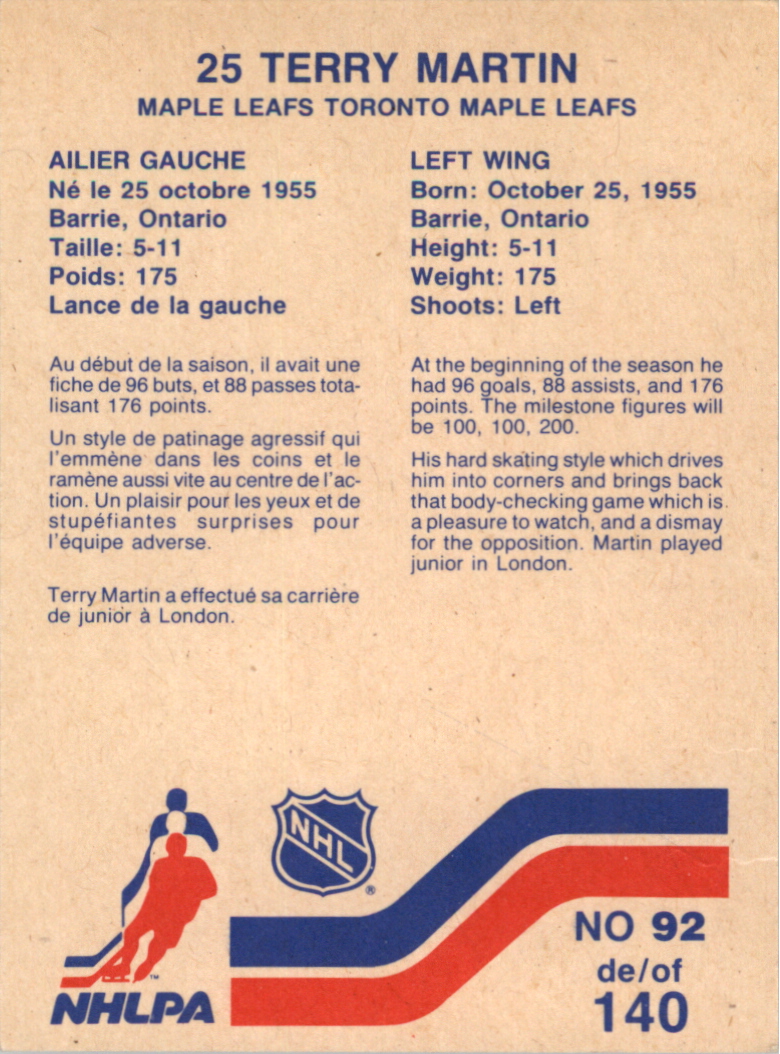 25 TERRY MARTIN
MAPLE LEAFS TORONTO MAPLE LEAFS
AILIER GAUCHE
Né le 25 octobre 1955
Barrie, Ontario
Taille: 5-11
Poids: 175
Lance de la gauche
Au début de la saison, il avait une
fiche de 96 buts, et 88 passes tota-
lisant 176 points.
Un style de patinage agressif qui
l'emmène dans les coins et le
ramène aussi vite au centre de l'ac-
tion. Un plaisir pour les yeux et de
stupéfiantes surprises pour
l'équipe adverse.
Terry Martin a effectué sa carrière
de junior à London.
LEFT WING
Born: October 25, 1955
Barrie, Ontario
Height: 5-11
Weight: 175
Shoots: Left
At the beginning of the season he
had 96 goals, 88 assists, and 176
points. The milestone figures will
be 100, 100, 200.
His hard skating style which drives
him into corners and brings back
that body-checking game which is
a pleasure to watch, and a dismay
for the opposition. Martin played
junior in London.
NHL
®
™
NHLPA
NO 92
de/of
140